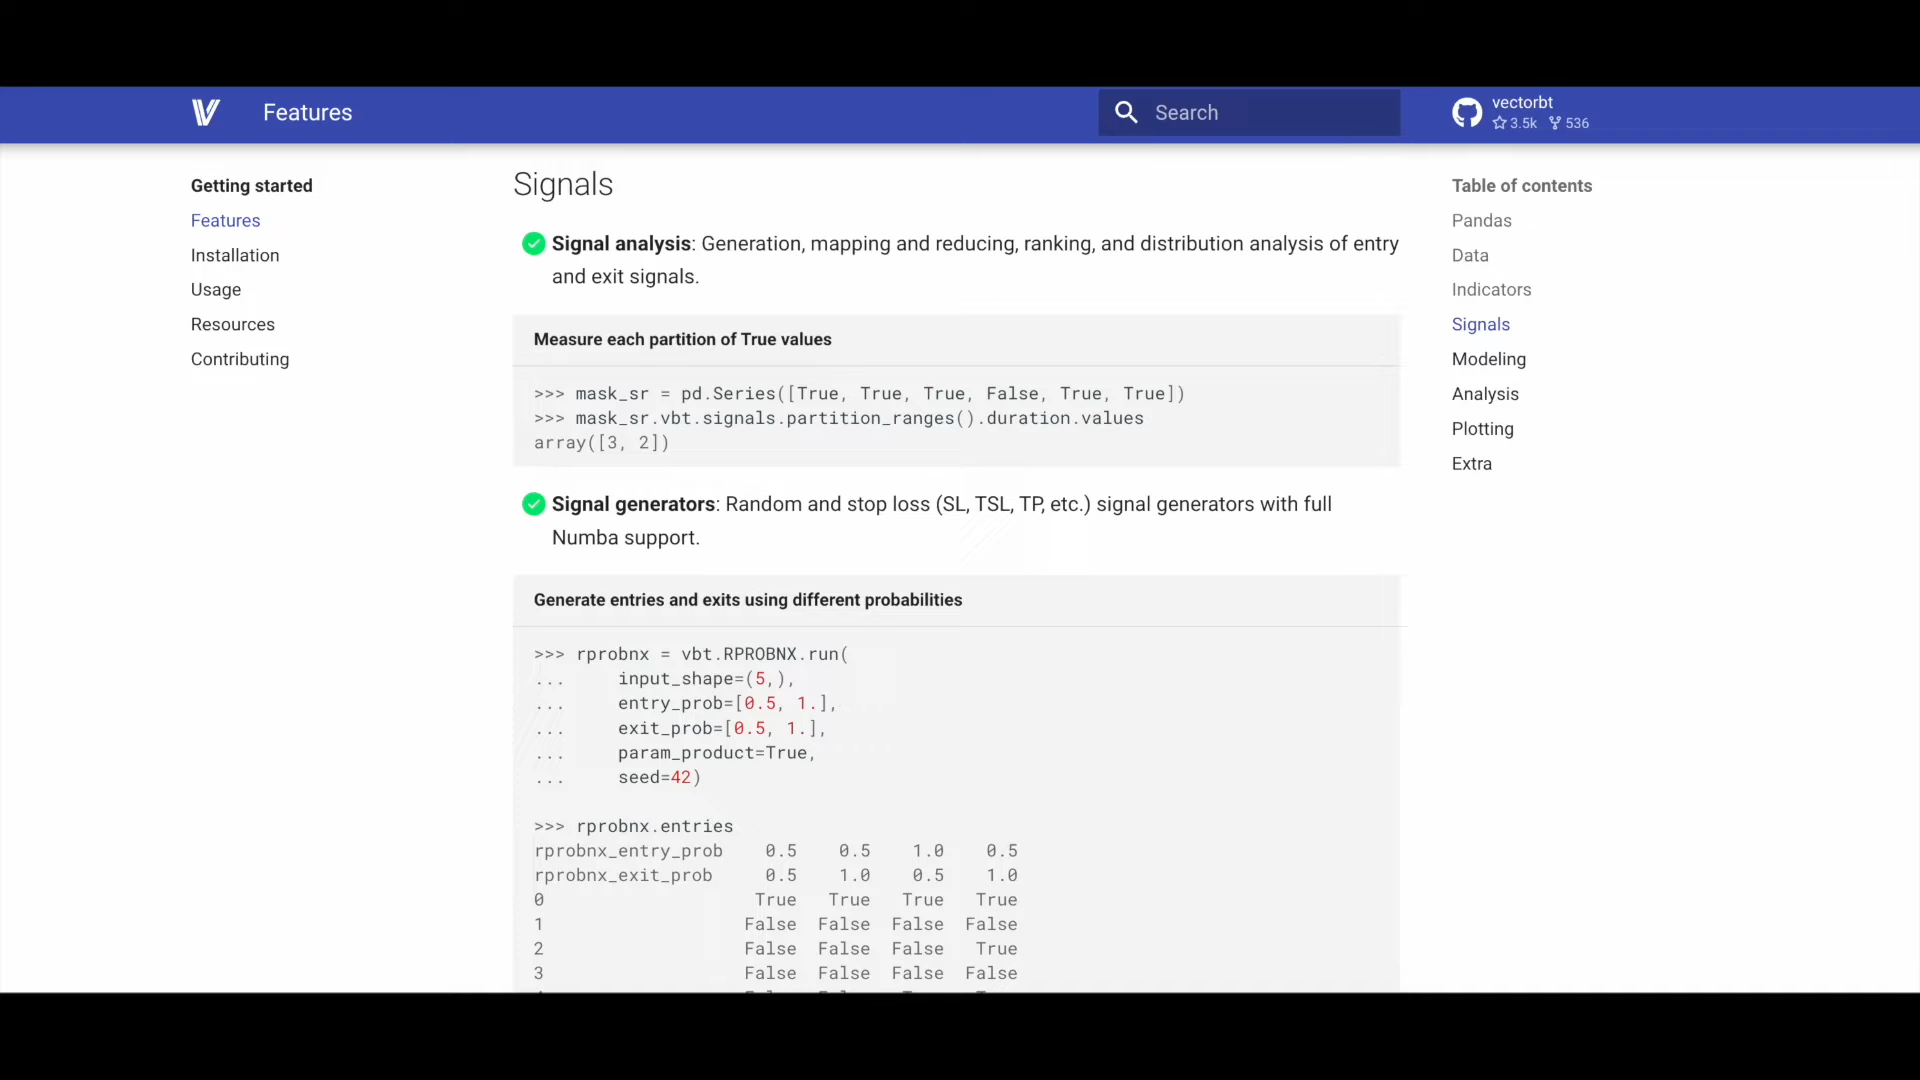 Features
Search
vectorbt
3.5k 536
Getting started
Features
Installation
Usage
Resources
Contributing
Signals
Signal analysis: Generation, mapping and reducing, ranking, and distribution analysis of entry
and exit signals.
Measure each partition of True values
>>> mask_sr = pd.Series([True, True, True, False, True, True])
>>> mask_sr.vbt.signals.partition_ranges().duration.values
array([3, 2])
Signal generators: Random and stop loss (SL, TSL, TP, etc.) signal generators with full
Numba support.
Generate entries and exits using different probabilities
>>> rprobnx = vbt.RPROBNX.run(
...     input_shape=(5,),
...     entry_prob=[0.5, 1.],
...     exit_prob=[0.5, 1.],
...     param_product=True,
...     seed=42)
>>> rprobnx.entries
rprobnx_entry_prob    0.5    0.5    1.0    0.5
rprobnx_exit_prob     0.5    1.0    0.5    1.0
0                    True   True   True   True
1                   False  False  False  False
2                   False  False  False   True
3                   False  False  False  False
Table of contents
Pandas
Data
Indicators
Signals
Modeling
Analysis
Plotting
Extra